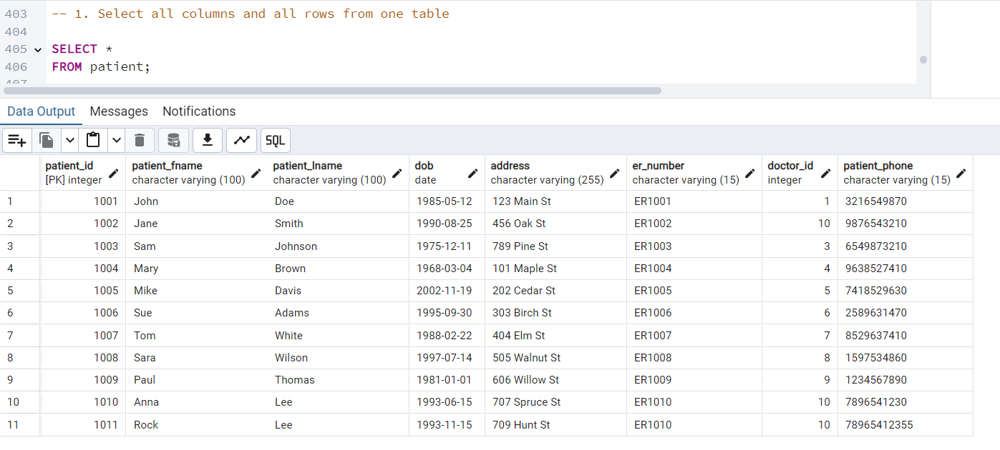 403 -- 1. Select all columns and all rows from one table
404
405 SELECT *
406 FROM patient;
407
Data Output Messages Notifications
SQL
patient_id patient_fname patient_lname dob address er_number doctor_id patient_phone
[PK] integer character varying (100) character varying (100) date character varying (255) character varying (15) integer character varying (15)
1 1001 John Doe 1985-05-12 123 Main St ER1001 1 3216549870
2 1002 Jane Smith 1990-08-25 456 Oak St ER1002 10 9876543210
3 1003 Sam Johnson 1975-12-11 789 Pine St ER1003 3 6549873210
4 1004 Mary Brown 1968-03-04 101 Maple St ER1004 4 9638527410
5 1005 Mike Davis 2002-11-19 202 Cedar St ER1005 5 7418529630
6 1006 Sue Adams 1995-09-30 303 Birch St ER1006 6 2589631470
7 1007 Tom White 1988-02-22 404 Elm St ER1007 7 8529637410
8 1008 Sara Wilson 1997-07-14 505 Walnut St ER1008 8 1597534860
9 1009 Paul Thomas 1981-01-01 606 Willow St ER1009 9 1234567890
10 1010 Anna Lee 1993-06-15 707 Spruce St ER1010 10 7896541230
11 1011 Rock Lee 1993-11-15 709 Hunt St ER1010 10 78965412355